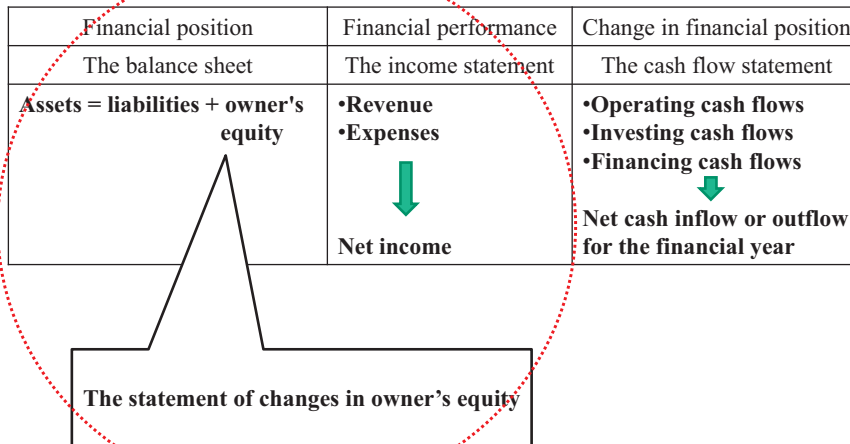 Financial position
Financial performance
Change in financial position
The balance sheet
The income statement
The cash flow statement
Assets = liabilities + owner's
equity
•Revenue
•Expenses
Net income
•Operating cash flows
•Investing cash flows
•Financing cash flows
Net cash inflow or outflow
for the financial year
The statement of changes in owner’s equity